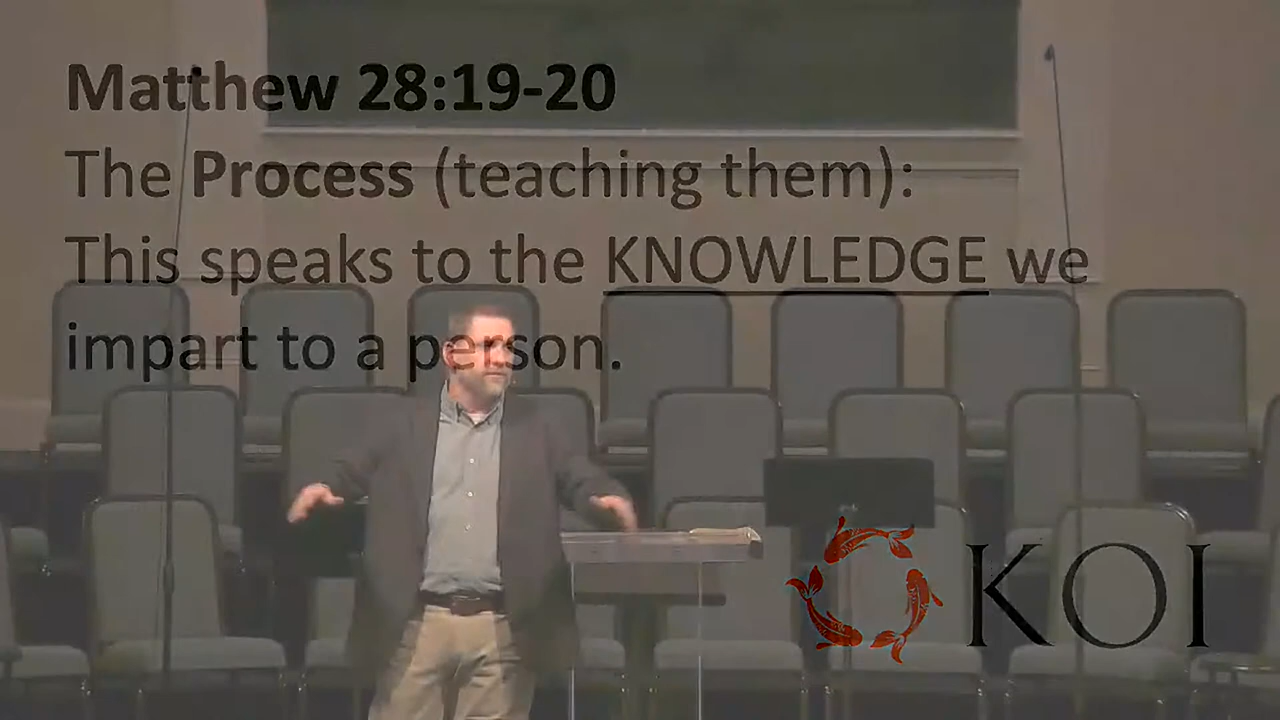 Matthew 28:19-20
The Process (teaching them):
This speaks to the KNOWLEDGE we
impart to a person.
KOI